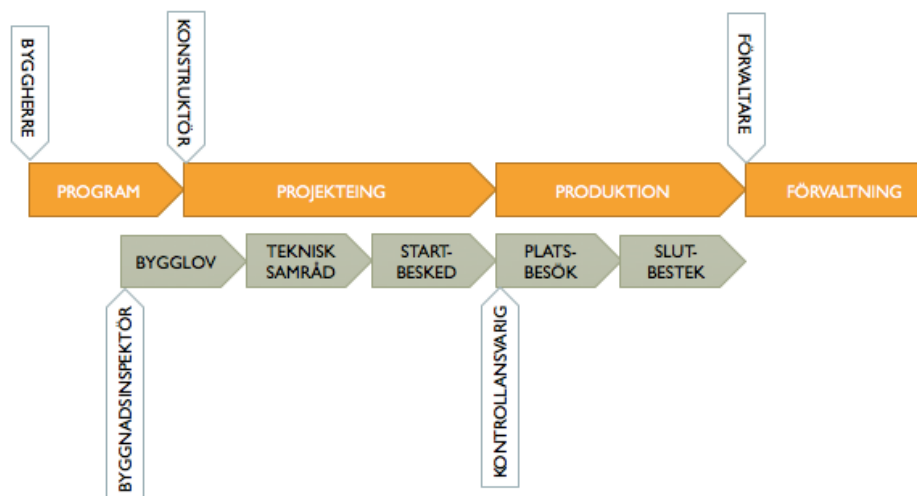 BYGGHERRE
KONSTRUKTÖR
FÖRVALTARE
PROGRAM
PROJEKTEING
PRODUKTION
FÖRVALTNING
BYGGLOV
TEKNISK
SAMRÅD
START-
BESKED
PLATS-
BESÖK
SLUT-
BESTEK
BYGGNADSINSPEKTÖR
KONTROLLANSVARIG